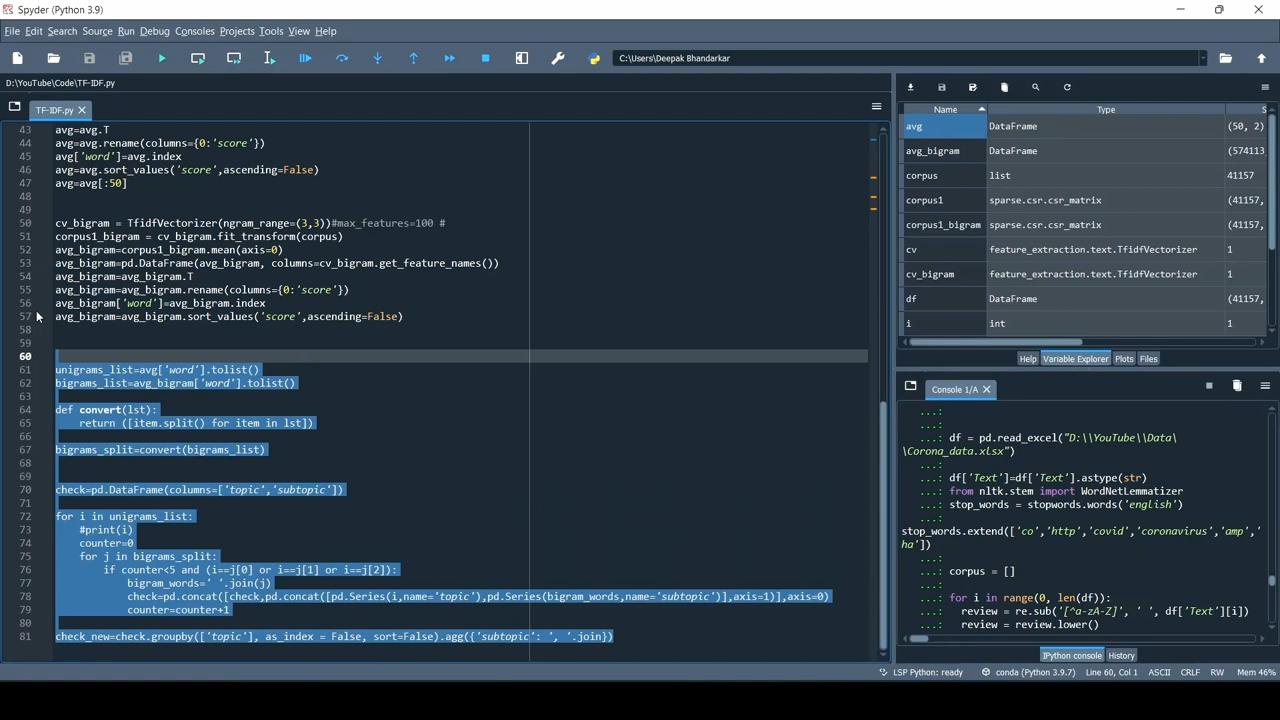 Spyder (Python 3.9)
File Edit Search Source Run Debug Consoles Projects Tools View Help
C:\Users\Deepak Bhandarkar
D:\YouTube\Code\TF-IDF.py
TF-IDF.py
43 avg=avg.T
44 avg=avg.rename(columns={0:'score'})
45 avg['word']=avg.index
46 avg=avg.sort_values('score',ascending=False)
47 avg=avg[:50]
48
49
50 cv_bigram = TfidfVectorizer(ngram_range=(3,3))#max_features=100 #
51 corpus1_bigram = cv_bigram.fit_transform(corpus)
52 avg_bigram=corpus1_bigram.mean(axis=0)
53 avg_bigram=pd.DataFrame(avg_bigram, columns=cv_bigram.get_feature_names())
54 avg_bigram=avg_bigram.T
55 avg_bigram=avg_bigram.rename(columns={0:'score'})
56 avg_bigram['word']=avg_bigram.index
57 avg_bigram=avg_bigram.sort_values('score',ascending=False)
58
59
60
61 unigrams_list=avg['word'].tolist()
62 bigrams_list=avg_bigram['word'].tolist()
63
64 def convert(lst):
65 return ([item.split() for item in lst])
66
67 bigrams_split=convert(bigrams_list)
68
69
70 check=pd.DataFrame(columns=['topic','subtopic'])
71
72 for i in unigrams_list:
73 #print(i)
74 counter=0
75 for j in bigrams_split:
76 if counter<5 and (i==j[0] or i==j[1] or i==j[2]):
77 bigram_words=' '.join(j)
78 check=pd.concat([check,pd.concat([pd.Series(i,name='topic'),pd.Series(bigram_words,name='subtopic')],axis=1)],axis=0)
79 counter=counter+1
80
81 check_new=check.groupby(['topic'], as_index = False, sort=False).agg({'subtopic': ', '.join})
Name Type S
avg DataFrame (50, 2)
avg_bigram DataFrame (574113
corpus list 41157
corpus1 sparse.csr.csr_matrix (41157,
corpus1_bigram sparse.csr.csr_matrix (41157,
cv feature_extraction.text.TfidfVectorizer 1
cv_bigram feature_extraction.text.TfidfVectorizer 1
df DataFrame (41157,
i int 1
Help Variable Explorer Plots Files
Console 1/A
...:
...:
...: df = pd.read_excel("D:\\YouTube\\Data\
\Corona_data.xlsx")
...:
...: df['Text']=df['Text'].astype(str)
...: from nltk.stem import WordNetLemmatizer
...: stop_words = stopwords.words('english')
...:
stop_words.extend(['co','http','covid','coronavirus','amp','
ha'])
...:
...: corpus = []
...:
...: for i in range(0, len(df)):
...: review = re.sub('[^a-zA-Z]', ' ', df['Text'][i])
...: review = review.lower()
IPython console History
LSP Python: ready conda (Python 3.9.7) Line 60, Col 1 ASCII CRLF RW Mem 46%